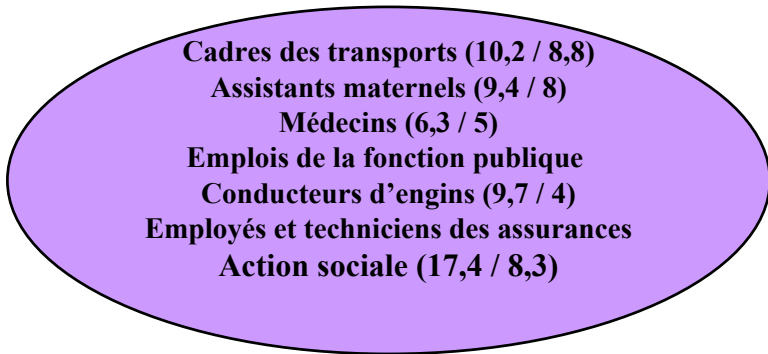 Cadres des transports (10,2 / 8,8)
Assistants maternels (9,4 / 8)
Médecins (6,3 / 5)
Emplois de la fonction publique
Conducteurs d’engins (9,7 / 4)
Employés et techniciens des assurances
Action sociale (17,4 / 8,3)